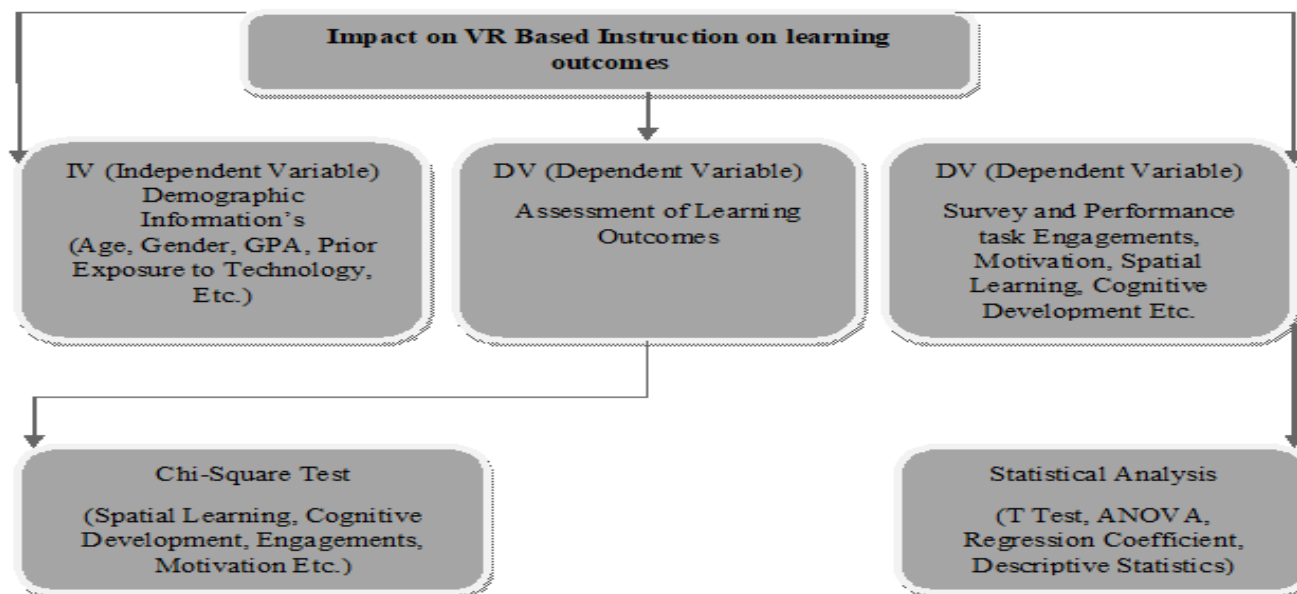 Impact on VR Based Instruction on learning
outcomes
IV (Independent Variable)
Demographic
Information’s
(Age, Gender, GPA, Prior
Exposure to Technology,
Etc.)
DV (Dependent Variable)
Assessment of Learning
Outcomes
DV (Dependent Variable)
Survey and Performance
task Engagements,
Motivation, Spatial
Learning, Cognitive
Development Etc.
Chi-Square Test
(Spatial Learning, Cognitive
Development, Engagements,
Motivation Etc.)
Statistical Analysis
(T Test, ANOVA,
Regression Coefficient,
Descriptive Statistics)